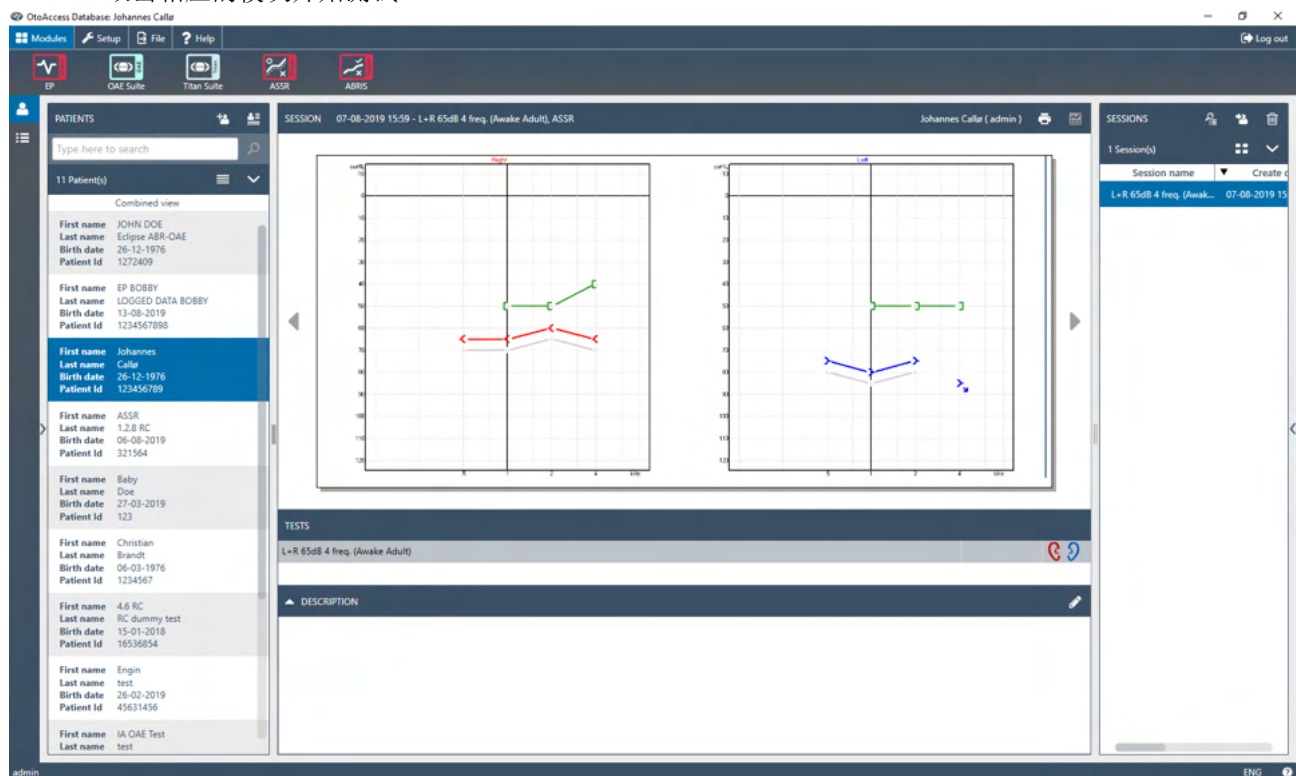 OtoAccess Database: Johannes Callø
Modules Setup File ? Help Log out
EP OAE Suite Titan Suite ASSR ABRIS
PATIENTS
Type here to search
11 Patient(s)
Combined view
First name JOHN DOE
Last name Eclipse ABR-OAE
Birth date 26-12-1976
Patient Id 1272409
First name EP BOBBY
Last name LOGGED DATA BOBBY
Birth date 13-08-2019
Patient Id 1234567898
First name Johannes
Last name Callø
Birth date 26-12-1976
Patient Id 123456789
First name ASSR
Last name 1.2.8 RC
Birth date 06-08-2019
Patient Id 321564
First name Baby
Last name Doe
Birth date 27-03-2019
Patient Id 123
First name Christian
Last name Brandt
Birth date 06-03-1976
Patient Id 1234567
First name 4.6 RC
Last name RC dummy test
Birth date 15-01-2018
Patient Id 16536854
First name Engin
Last name test
Birth date 26-02-2019
Patient Id 45631456
First name IA OAE Test
Last name test
SESSION 07-08-2019 15:59 - L+R 65dB 4 freq. (Awake Adult), ASSR Johannes Callø ( admin )
Right
Left
TESTS
L+R 65dB 4 freq. (Awake Adult)
DESCRIPTION
SESSIONS
1 Session(s)
Session name Create
L+R 65dB 4 freq. (Awak... 07-08-2019 15
admin ENG